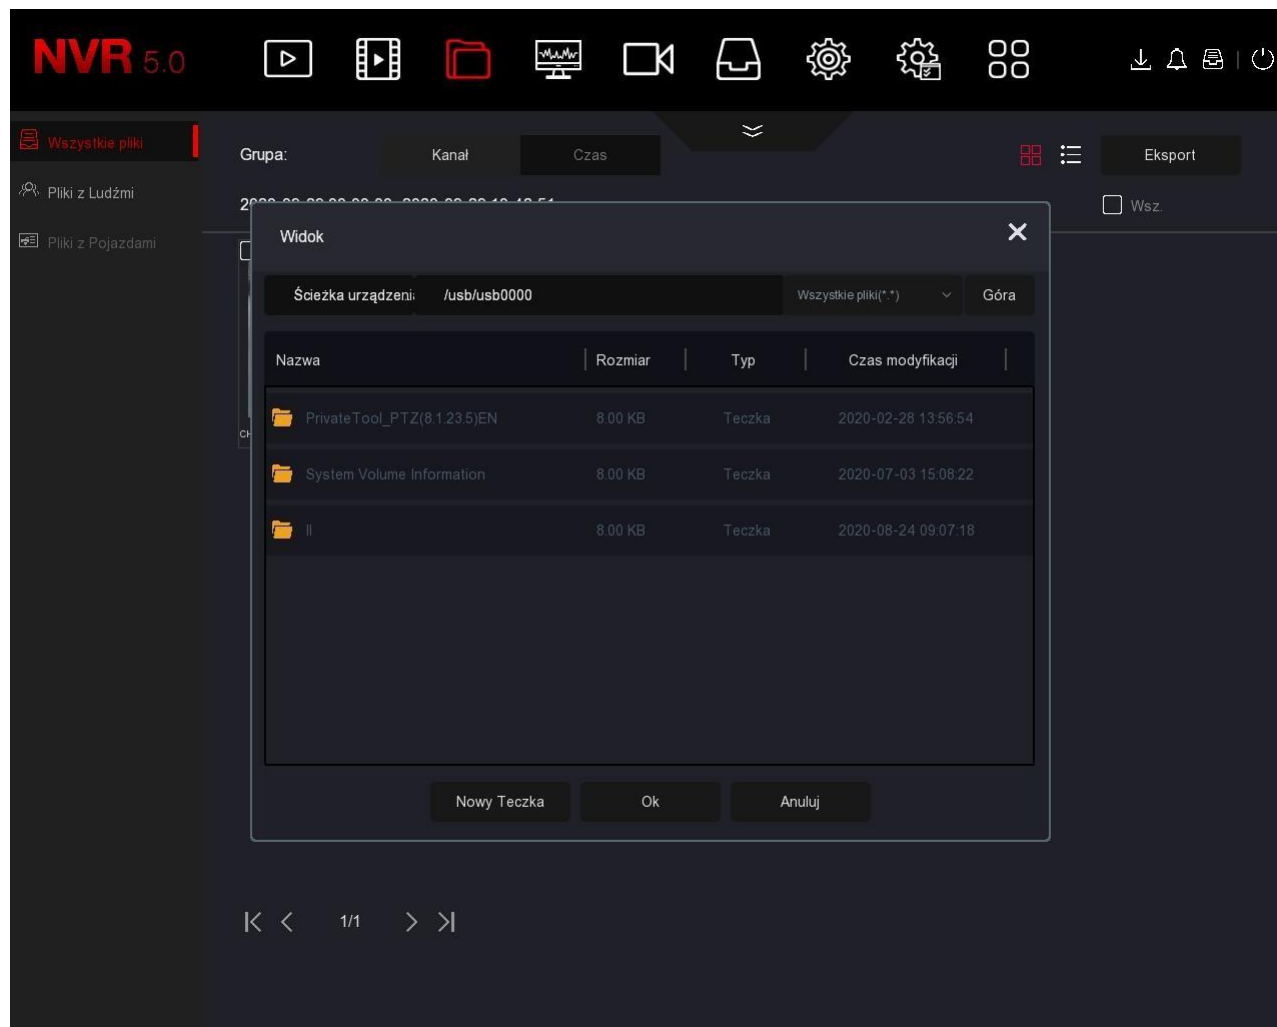 NVR 5.0
Wszystkie pliki
Pliki z Ludźmi
Pliki z Pojazdami
Grupa: Kanał Czas Eksport
Wsz.
Widok
Ścieżka urządzeni /usb/usb0000 Wszystkie pliki(*.*) Góra
Nazwa Rozmiar Typ Czas modyfikacji
PrivateTool_PTZ(8.1.23.5)EN 8.00 KB Teczka 2020-02-28 13:56:54
System Volume Information 8.00 KB Teczka 2020-07-03 15:08:22
ll 8.00 KB Teczka 2020-08-24 09:07:18
Nowy Teczka Ok Anuluj
1/1